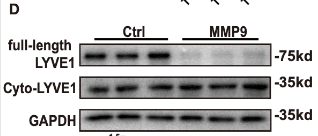 D
Ctrl MMP9
full-length
LYVE1
-75kd
Cyto-LYVE1
-35kd
GAPDH
-35kd